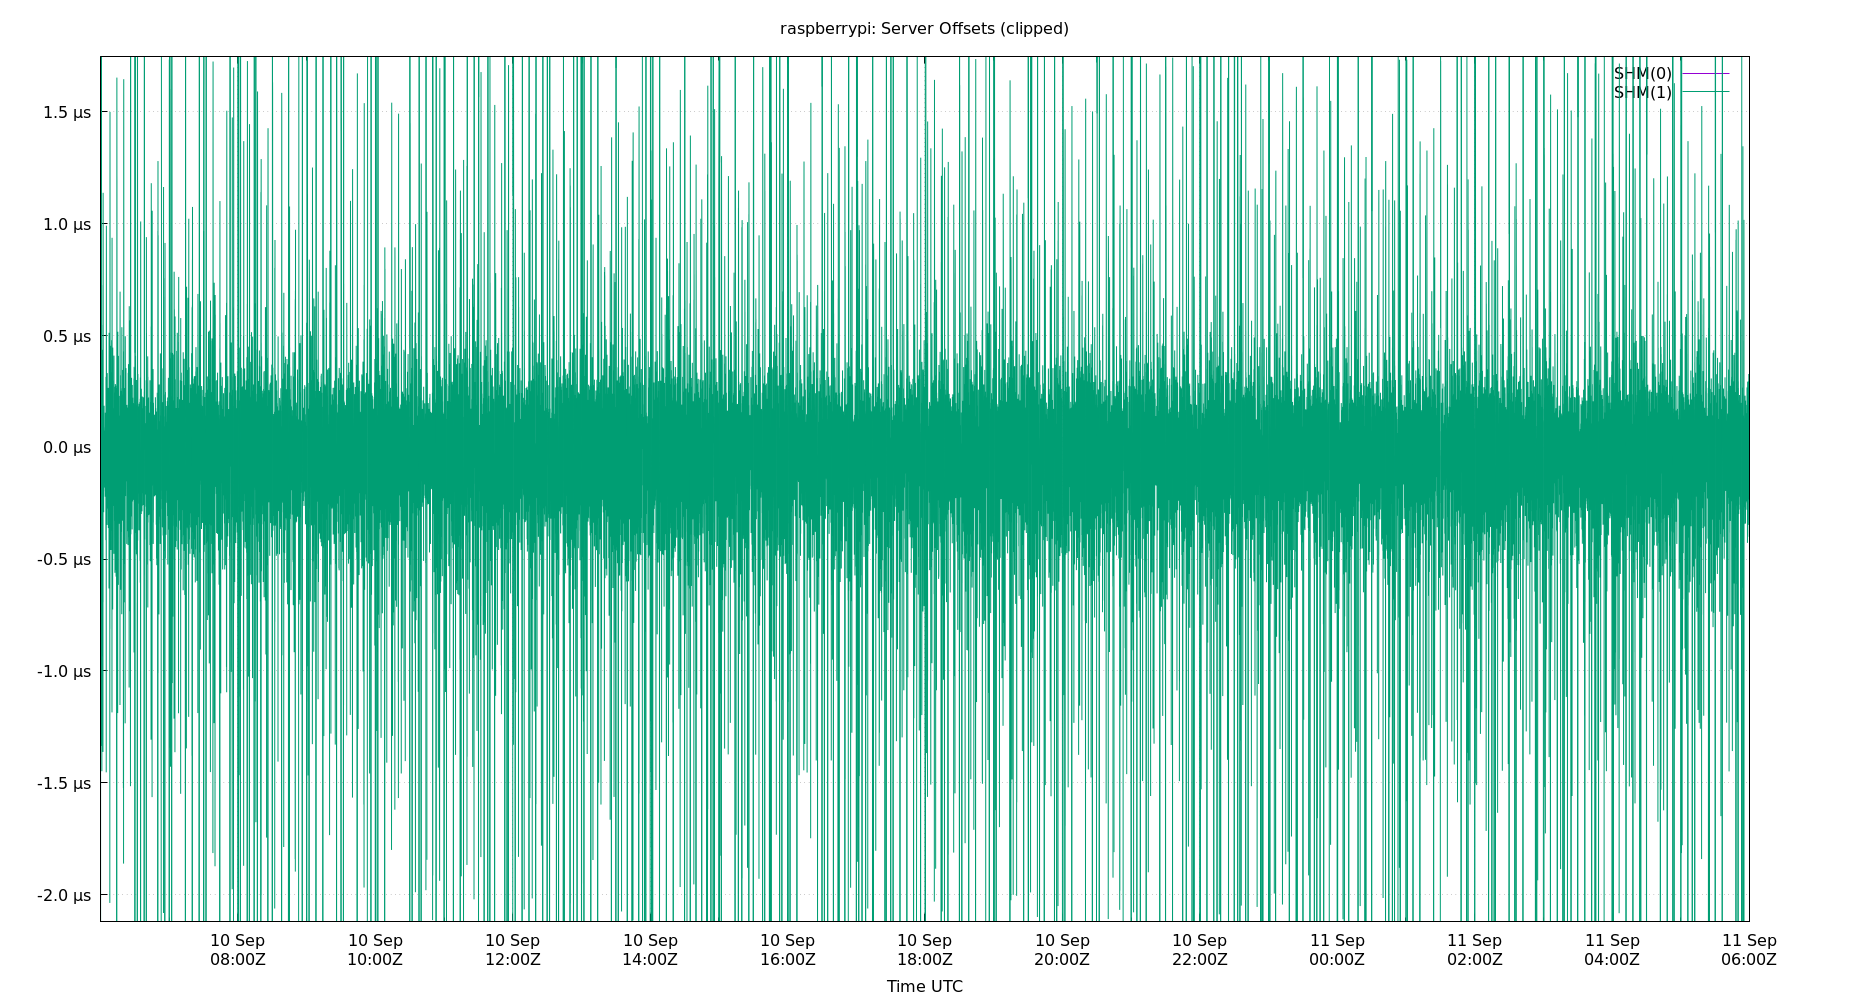 raspberrypi: Server Offsets (clipped)
SHM(0)
SHM(1)
1.5 µs
1.0 µs
0.5 µs
0.0 µs
-0.5 µs
-1.0 µs
-1.5 µs
-2.0 µs
10 Sep 10 Sep 10 Sep 10 Sep 10 Sep 10 Sep 10 Sep 10 Sep 11 Sep 11 Sep 11 Sep 11 Sep
08:00Z 10:00Z 12:00Z 14:00Z 16:00Z 18:00Z 20:00Z 22:00Z 00:00Z 02:00Z 04:00Z 06:00Z
Time UTC